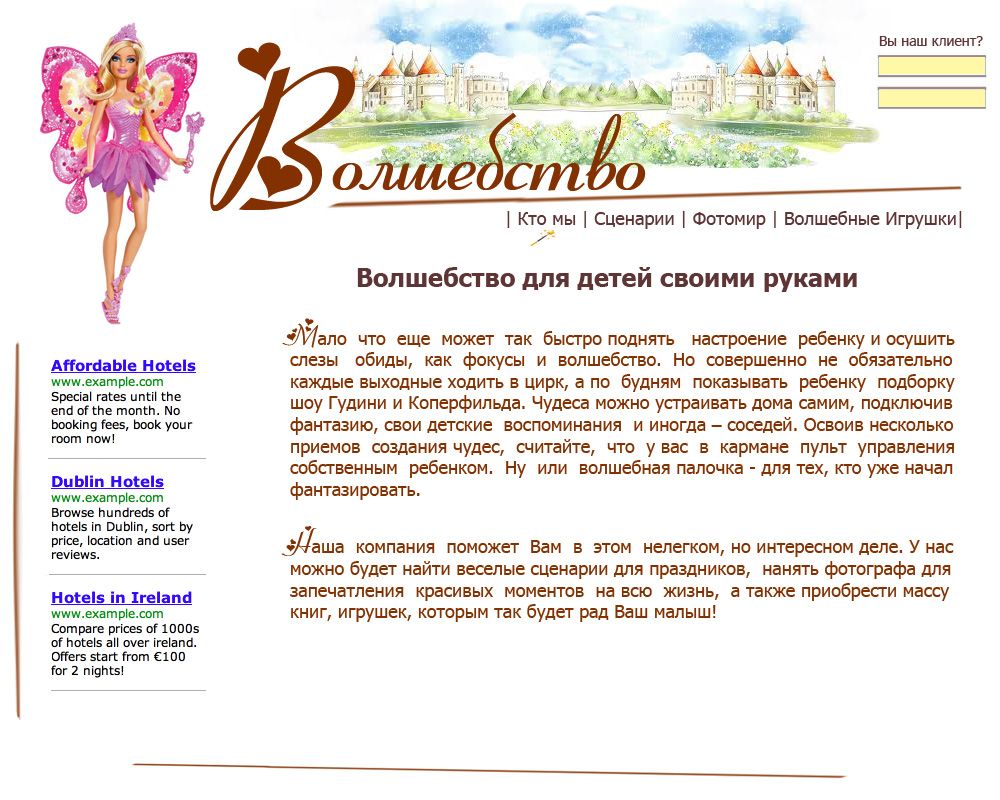 Вы наш клиент?
Волшебство
| Кто мы | Сценарии | Фотомир | Волшебные Игрушки|
Волшебство для детей своими руками
Мало что еще может так быстро поднять настроение ребенку и осушить
слезы обиды, как фокусы и волшебство. Но совершенно не обязательно
каждые выходные ходить в цирк, а по будням показывать ребенку подборку
шоу Гудини и Коперфильда. Чудеса можно устраивать дома самим, подключив
фантазию, свои детские воспоминания и иногда – соседей. Освоив несколько
приемов создания чудес, считайте, что у вас в кармане пульт управления
собственным ребенком. Ну или волшебная палочка - для тех, кто уже начал
фантазировать.
Наша компания поможет Вам в этом нелегком, но интересном деле. У нас
можно будет найти веселые сценарии для праздников, нанять фотографа для
запечатления красивых моментов на всю жизнь, а также приобрести массу
книг, игрушек, которым так будет рад Ваш малыш!
Affordable Hotels
www.example.com
Special rates until the
end of the month. No
booking fees, book your
room now!
Dublin Hotels
www.example.com
Browse hundreds of
hotels in Dublin, sort by
price, location and user
reviews.
Hotels in Ireland
www.example.com
Compare prices of 1000s
of hotels all over ireland.
Offers start from €100
for 2 nights!